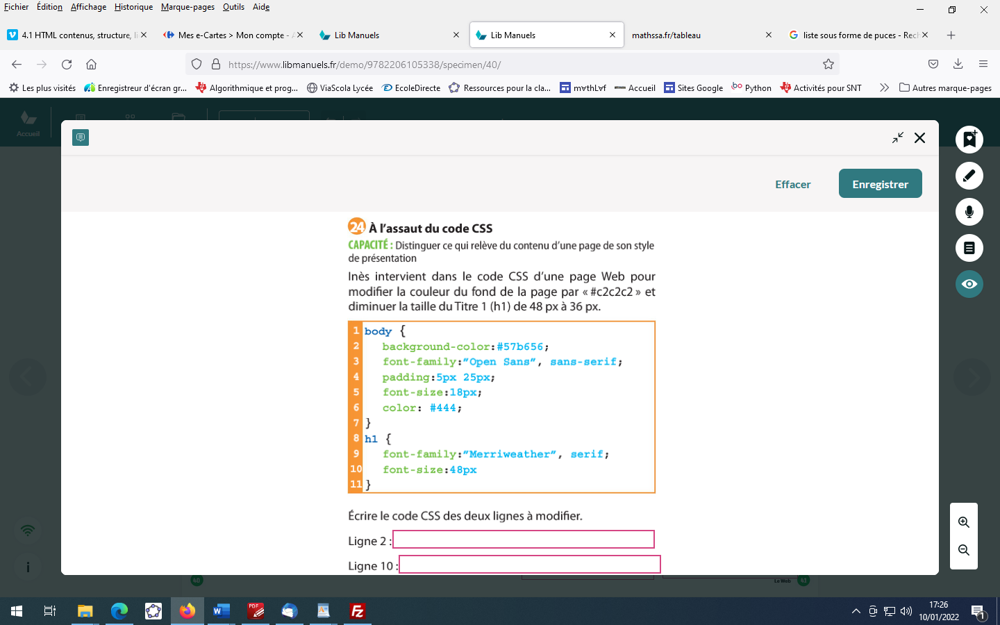 Fichier Édition Affichage Historique Marque-pages Outils Aide
4.1 HTML contenus, structure, li
Mes e-Cartes > Mon compte - A
Lib Manuels
Lib Manuels
mathssa.fr/tableau
liste sous forme de puces - Rech
https://www.libmanuels.fr/demo/9782206105338/specimen/40/
Les plus visités
Enregistreur d'écran gr...
Algorithmique et prog...
ViaScola Lycée
EcoleDirecte
Ressources pour la cla...
m∀thL∀f
Accueil
Sites Google
Python
Activités pour SNT
Autres marque-pages
Accueil
Effacer
Enregistrer
24 À l'assaut du code CSS
CAPACITÉ : Distinguer ce qui relève du contenu d'une page de son style
de présentation
Inès intervient dans le code CSS d'une page Web pour
modifier la couleur du fond de la page par « #c2c2c2 » et
diminuer la taille du Titre 1 (h1) de 48 px à 36 px.
1 body {
2 background-color:#57b656;
3 font-family:"Open Sans", sans-serif;
4 padding:5px 25px;
5 font-size:18px;
6 color: #444;
7 }
8 h1 {
9 font-family:"Merriweather", serif;
10 font-size:48px
11 }
Écrire le code CSS des deux lignes à modifier.
Ligne 2 :
Ligne 10 :
40
Le Web 41
PDF
17:26
10/01/2022
1